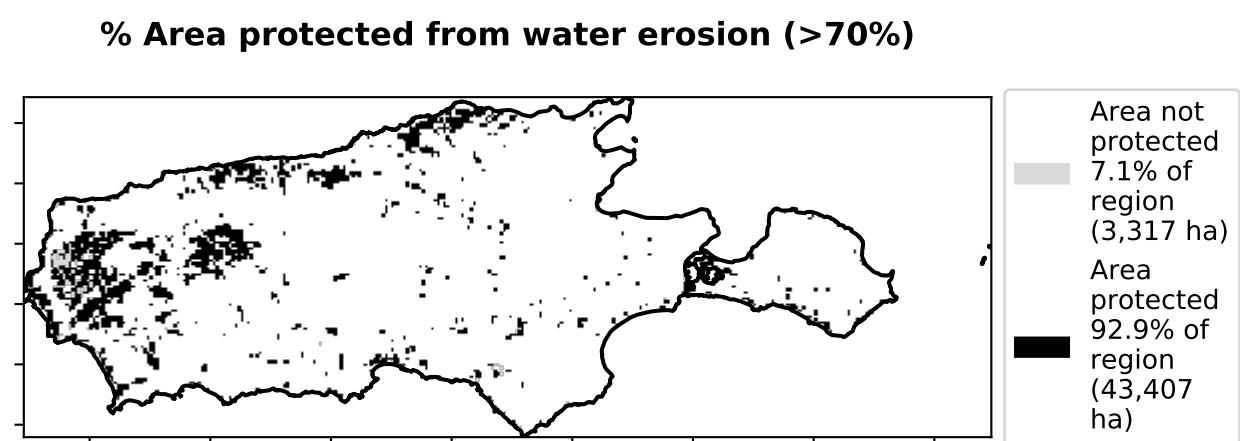 % Area protected from water erosion (>70%)
Area not
protected
7.1% of
region
(3,317 ha)
Area
protected
92.9% of
region
(43,407
ha)